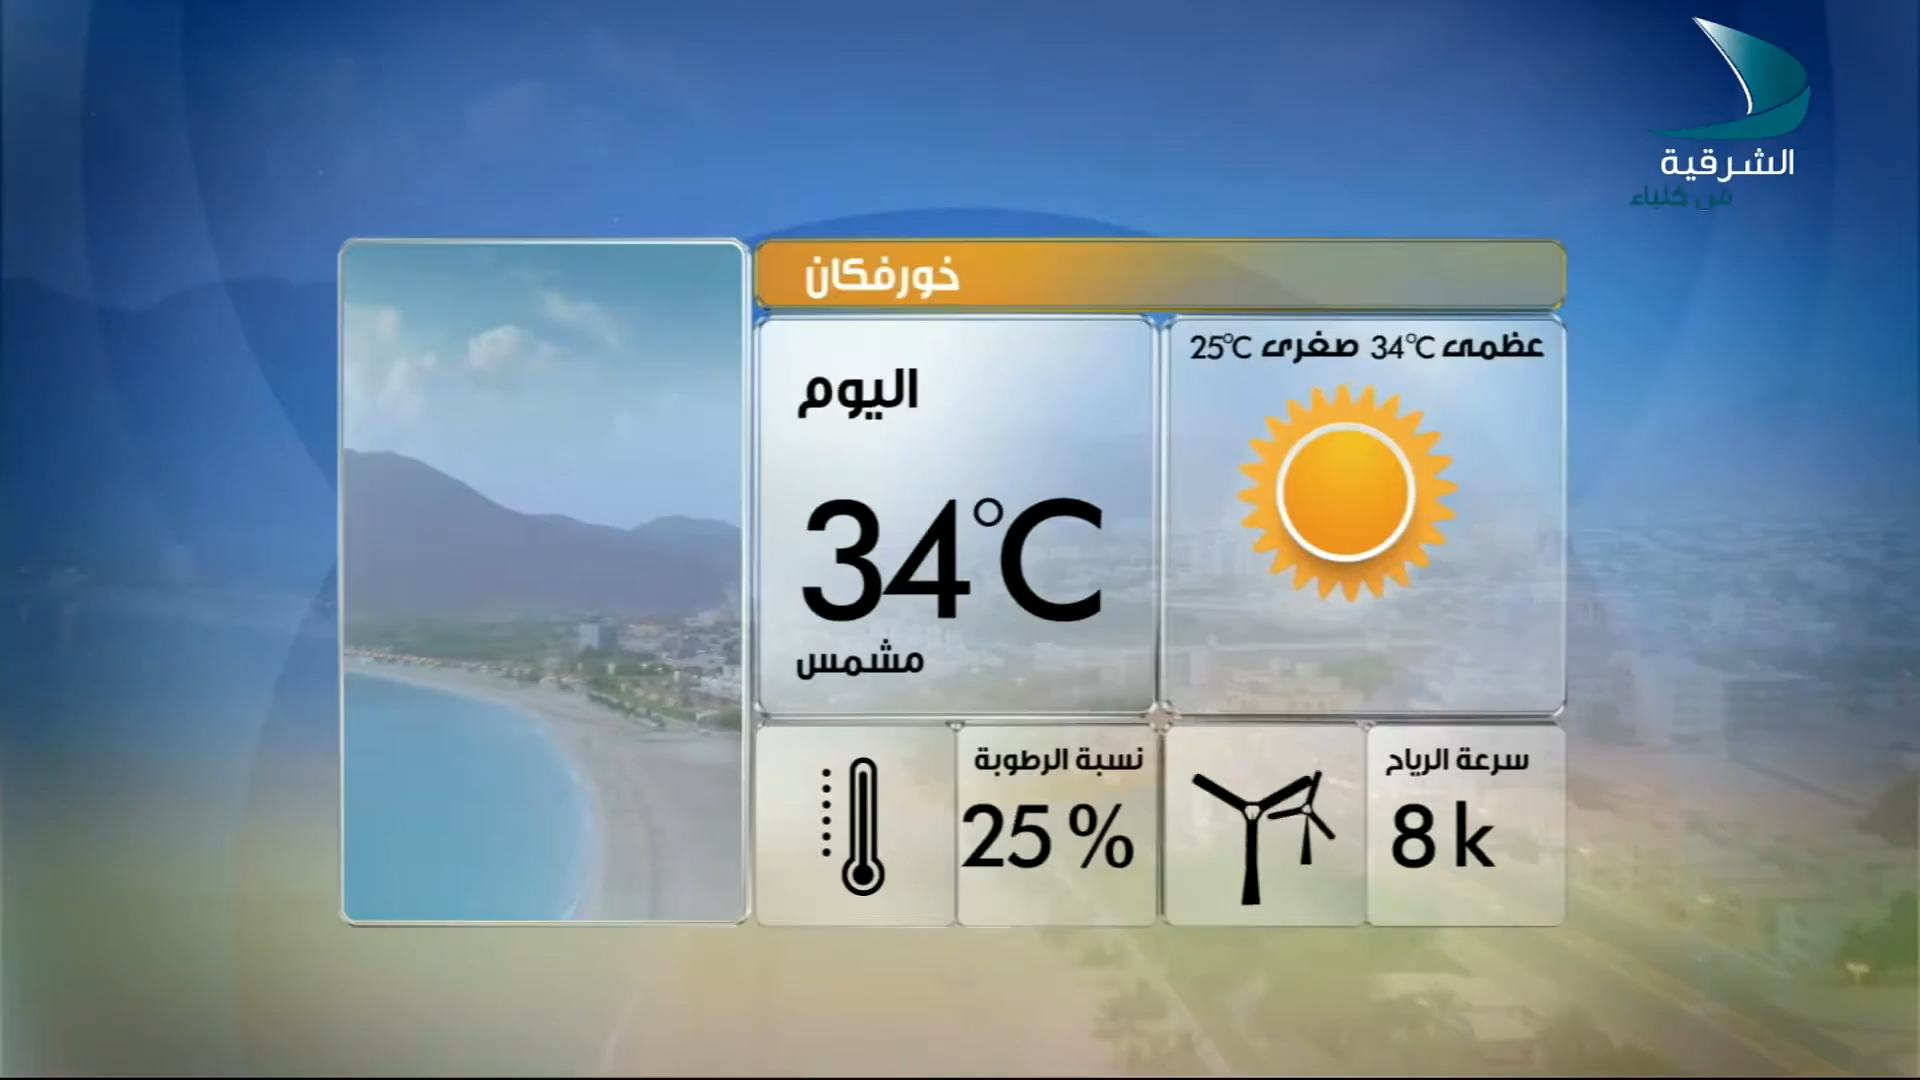 الشرقية
من كلباء
خورفكان
عظمى 34°C صغرى 25°C
اليوم
34°C
مشمس
سرعة الرياح
8 k
نسبة الرطوبة
25 %